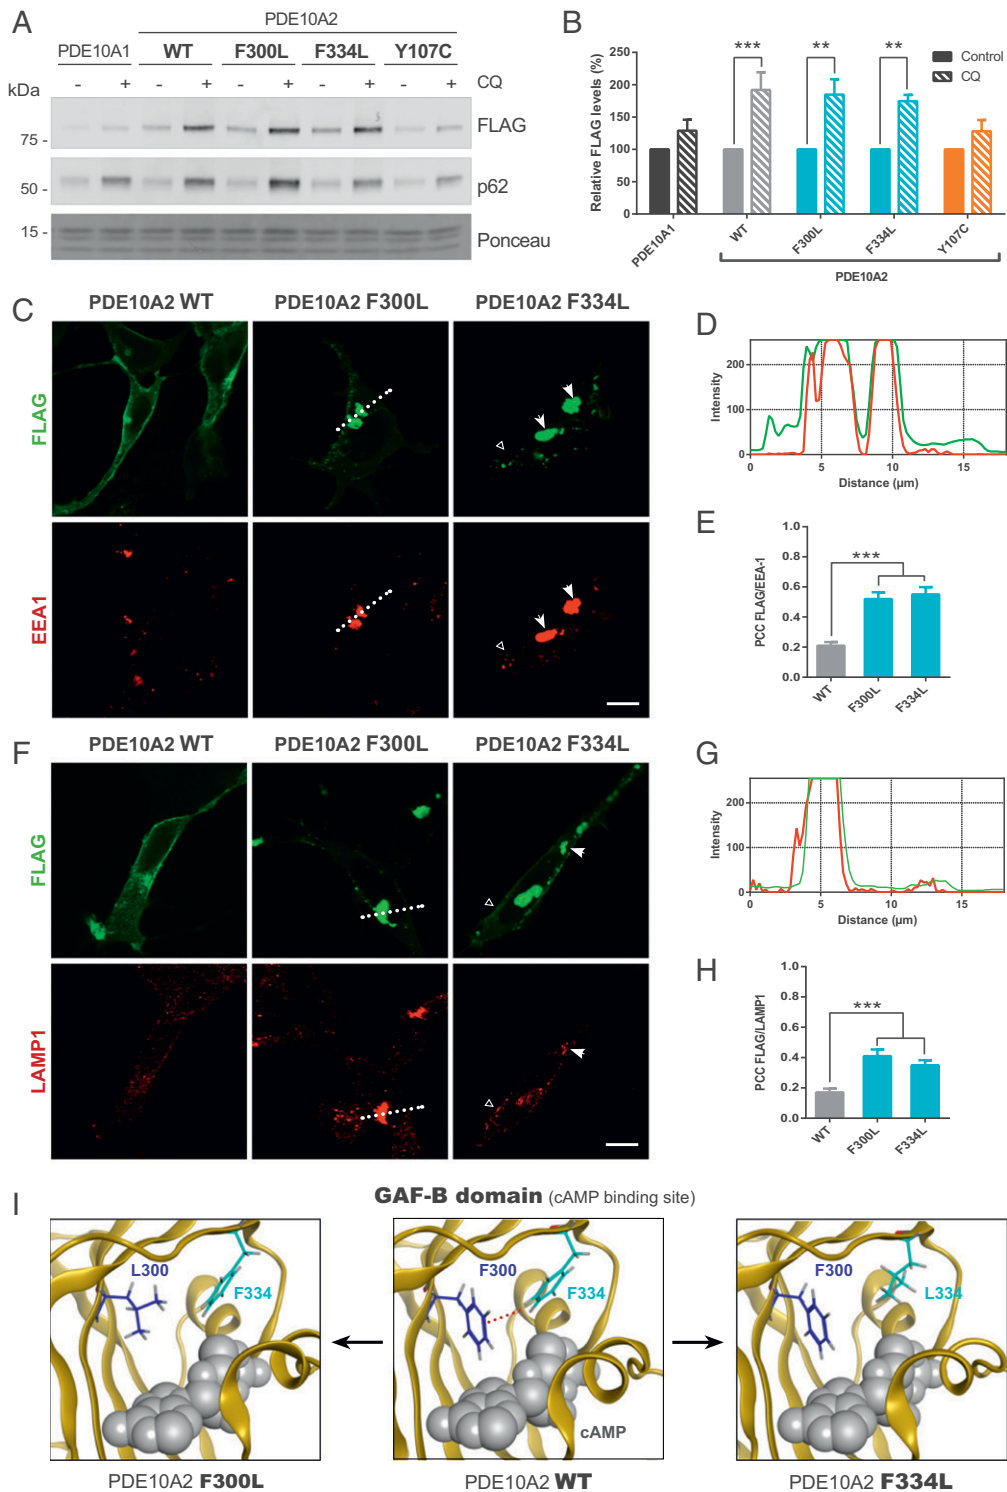 A
PDE10A2
PDE10A1 WT F300L F334L Y107C
- + - + - + - + - + CQ
kDa
75 -
FLAG
50 -
p62
15 -
Ponceau
B
Relative FLAG levels (%)
250
200
150
100
50
0
*** ** **
Control
CQ
PDE10A1 WT F300L F334L Y107C
PDE10A2
C
PDE10A2 WT PDE10A2 F300L PDE10A2 F334L
FLAG
EEA1
D
Intensity
200
100
0
0 5 10 15
Distance (µm)
E
PCC FLAG/EEA-1
1.0
0.8
0.6
0.4
0.2
0.0
***
WT F300L F334L
F
PDE10A2 WT PDE10A2 F300L PDE10A2 F334L
FLAG
LAMP1
G
Intensity
200
100
0
0 5 10 15
Distance (µm)
H
PCC FLAG/LAMP1
1.0
0.8
0.6
0.4
0.2
0.0
***
WT F300L F334L
I
GAF-B domain (cAMP binding site)
L300 F334
F300 F334
cAMP
F300 L334
PDE10A2 F300L PDE10A2 WT PDE10A2 F334L